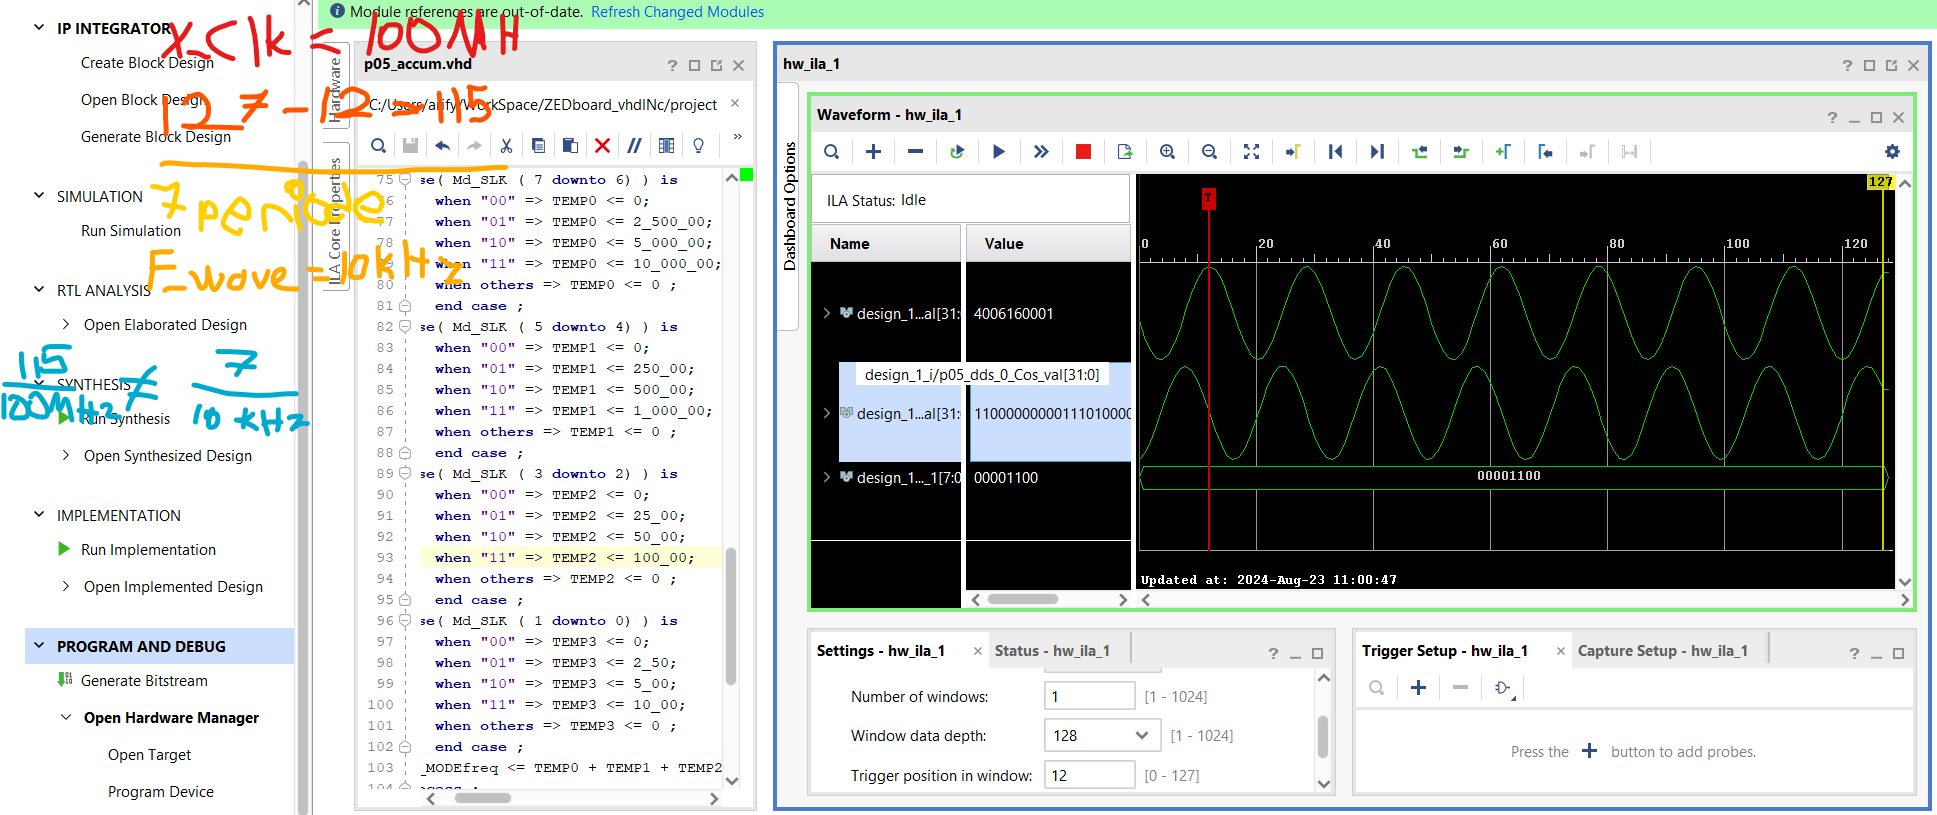 Module references are out-of-date. Refresh Changed Modules
IP INTEGRATOR
Create Block Design
Open Block Design
Generate Block Design
SIMULATION
Run Simulation
RTL ANALYSIS
Open Elaborated Design
SYNTHESIS
Run Synthesis
Open Synthesized Design
IMPLEMENTATION
Run Implementation
Open Implemented Design
PROGRAM AND DEBUG
Generate Bitstream
Open Hardware Manager
Open Target
Program Device
x_clk = 100MH
127-12=115
7 periode
F_wave=10kHz
115
100MHz
≠
7
10 kHz
Hardware
ILA Core Properties
p05_accum.vhd
C:/Users/arify/WorkSpace/ZEDboard_vhdlNc/project
75 se( Md_SLK ( 7 downto 6) ) is
76 when "00" => TEMP0 <= 0;
77 when "01" => TEMP0 <= 2_500_00;
78 when "10" => TEMP0 <= 5_000_00;
79 when "11" => TEMP0 <= 10_000_00;
80 when others => TEMP0 <= 0 ;
81 end case ;
82 se( Md_SLK ( 5 downto 4) ) is
83 when "00" => TEMP1 <= 0;
84 when "01" => TEMP1 <= 250_00;
85 when "10" => TEMP1 <= 500_00;
86 when "11" => TEMP1 <= 1_000_00;
87 when others => TEMP1 <= 0 ;
88 end case ;
89 se( Md_SLK ( 3 downto 2) ) is
90 when "00" => TEMP2 <= 0;
91 when "01" => TEMP2 <= 25_00;
92 when "10" => TEMP2 <= 50_00;
93 when "11" => TEMP2 <= 100_00;
94 when others => TEMP2 <= 0 ;
95 end case ;
96 se( Md_SLK ( 1 downto 0) ) is
97 when "00" => TEMP3 <= 0;
98 when "01" => TEMP3 <= 2_50;
99 when "10" => TEMP3 <= 5_00;
100 when "11" => TEMP3 <= 10_00;
101 when others => TEMP3 <= 0 ;
102 end case ;
103 _MODEfreq <= TEMP0 + TEMP1 + TEMP2
hw_ila_1
Dashboard Options
Waveform - hw_ila_1
ILA Status: Idle
Name Value
design_1...al[31:0 4006160001
design_1_i/p05_dds_0_Cos_val[31:0]
design_1...al[31:0 11000000000111010000
design_1..._1[7:0 00001100
T
127
0 20 40 60 80 100 120
00001100
Updated at: 2024-Aug-23 11:00:47
Settings - hw_ila_1 Status - hw_ila_1
Number of windows: 1 [1 - 1024]
Window data depth: 128 [1 - 1024]
Trigger position in window: 12 [0 - 127]
Trigger Setup - hw_ila_1 Capture Setup - hw_ila_1
Press the + button to add probes.